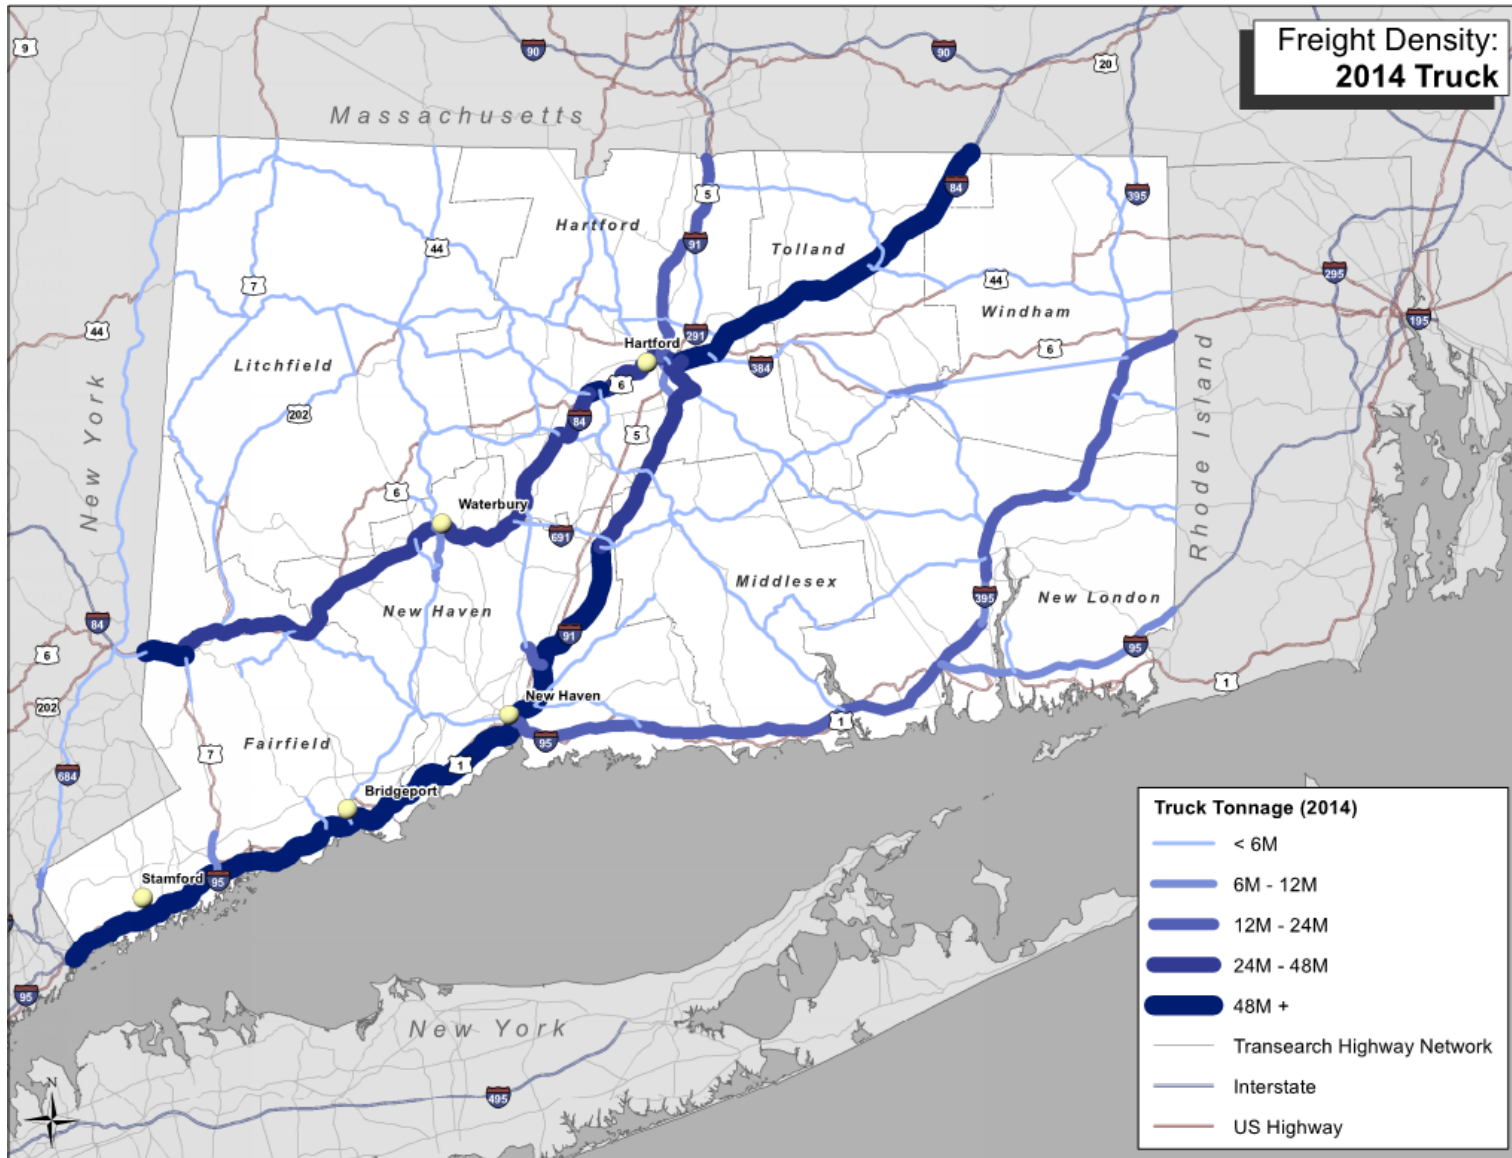 Freight Density:
2014 Truck
9
90
90
20
Massachusetts
84
5
395
Hartford
91
44
Tolland
7
44
295
Windham
44
291
195
Hartford
6
Litchfield
384
6
New York
202
84
5
Rhode Island
6
Waterbury
691
Middlesex
395
New London
New Haven
84
91
95
6
1
New Haven
202
1
95
Fairfield
7
1
684
Bridgeport
Stamford
95
95
New York
495
N
Truck Tonnage (2014)
< 6M
6M - 12M
12M - 24M
24M - 48M
48M +
Transearch Highway Network
Interstate
US Highway